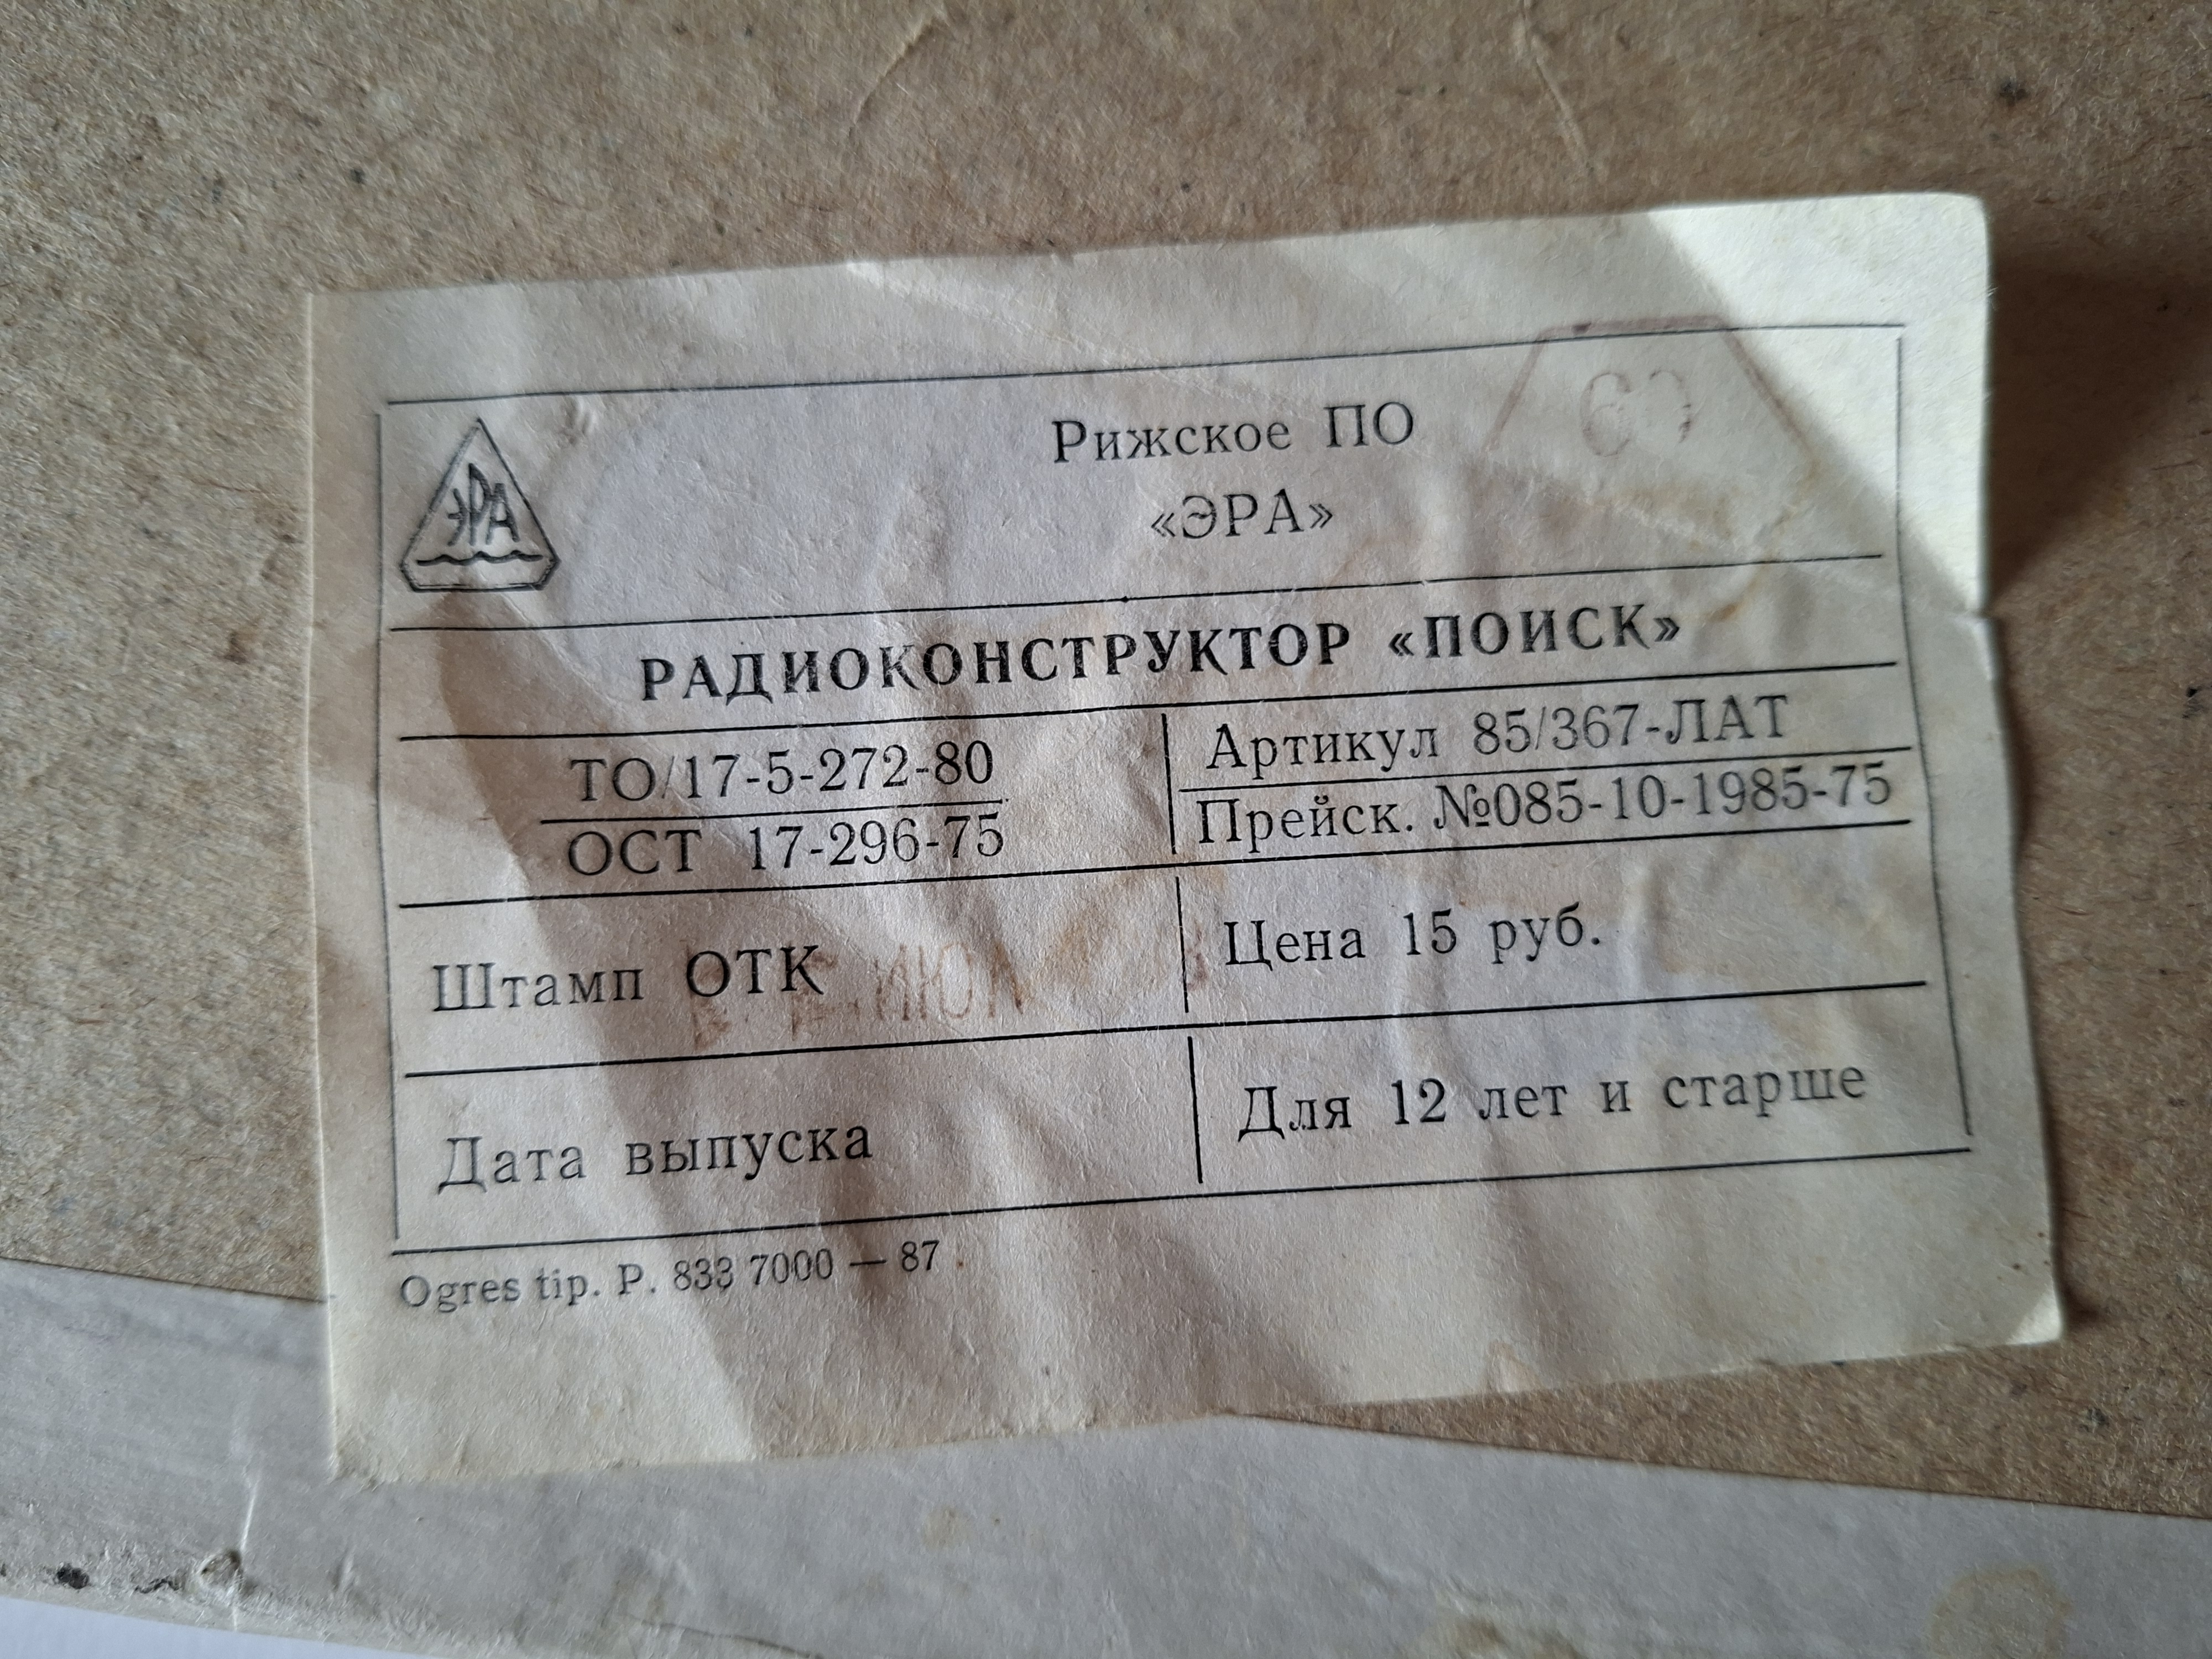 ЭРА
Рижское ПО
«ЭРА»
РАДИОКОНСТРУКТОР «ПОИСК»
ТО/17-5-272-80
ОСТ 17-296-75
Артикул 85/367-ЛАТ
Прейск. №085-10-1985-75
Штамп ОТК
Цена 15 руб.
Дата выпуска
Для 12 лет и старше
Ogres tip. P. 833 7000 — 87